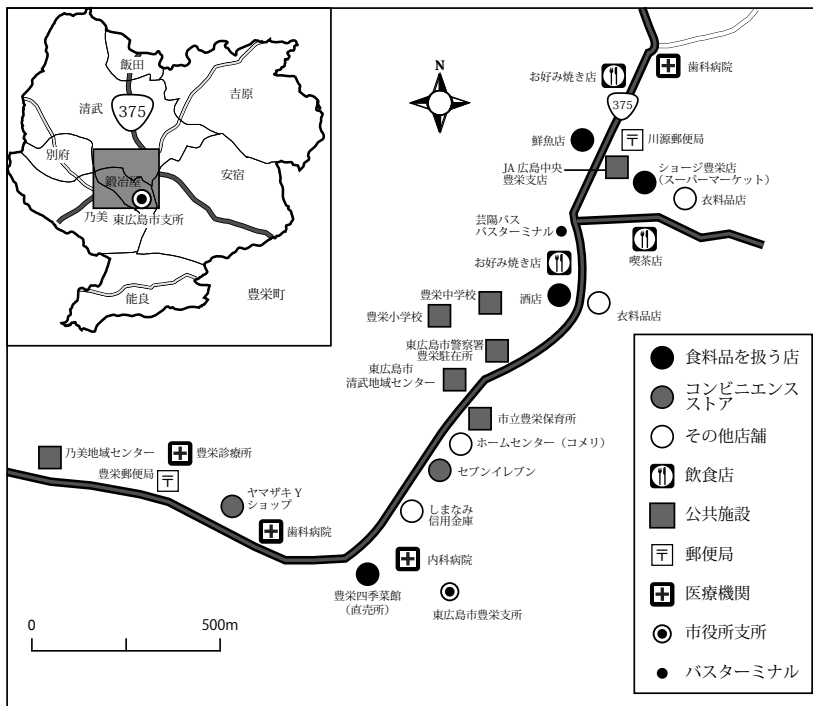 飯田
清武
375
吉原
別府
安宿
鍛冶屋
乃美
東広島市支所
能良
豊栄町
N
お好み焼き店
歯科病院
375
鮮魚店
川源郵便局
JA広島中央
豊栄支店
ショージ豊栄店
(スーパーマーケット)
衣料品店
芸陽バス
バスターミナル
喫茶店
お好み焼き店
酒店
衣料品店
豊栄中学校
豊栄小学校
東広島市警察署
豊栄駐在所
東広島市
清武地域センター
市立豊栄保育所
ホームセンター(コメリ)
セブンイレブン
乃美地域センター
豊栄診療所
豊栄郵便局
ヤマザキY
ショップ
歯科病院
しまなみ
信用金庫
内科病院
豊栄四季菜館
(直売所)
東広島市豊栄支所
0
500m
食料品を扱う店
コンビニエンス
ストア
その他店舗
飲食店
公共施設
郵便局
医療機関
市役所支所
バスターミナル